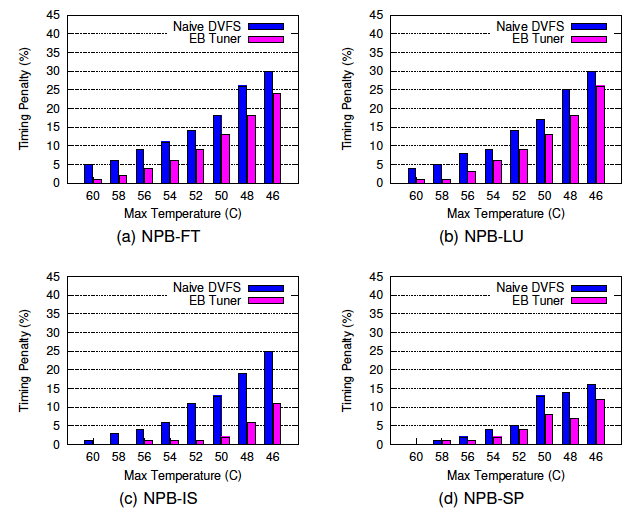 Timing Penalty (%)
45
40
35
30
25
20
15
10
5
0
Naive DVFS
EB Tuner
60 58 56 54 52 50 48 46
Max Temperature (C)
(a) NPB-FT
Timing Penalty (%)
45
40
35
30
25
20
15
10
5
0
Naive DVFS
EB Tuner
60 58 56 54 52 50 48 46
Max Temperature (C)
(b) NPB-LU
Timing Penalty (%)
45
40
35
30
25
20
15
10
5
0
Naive DVFS
EB Tuner
60 58 56 54 52 50 48 46
Max Temperature (C)
(c) NPB-IS
Timing Penalty (%)
45
40
35
30
25
20
15
10
5
0
Naive DVFS
EB Tuner
60 58 56 54 52 50 48 46
Max Temperature (C)
(d) NPB-SP